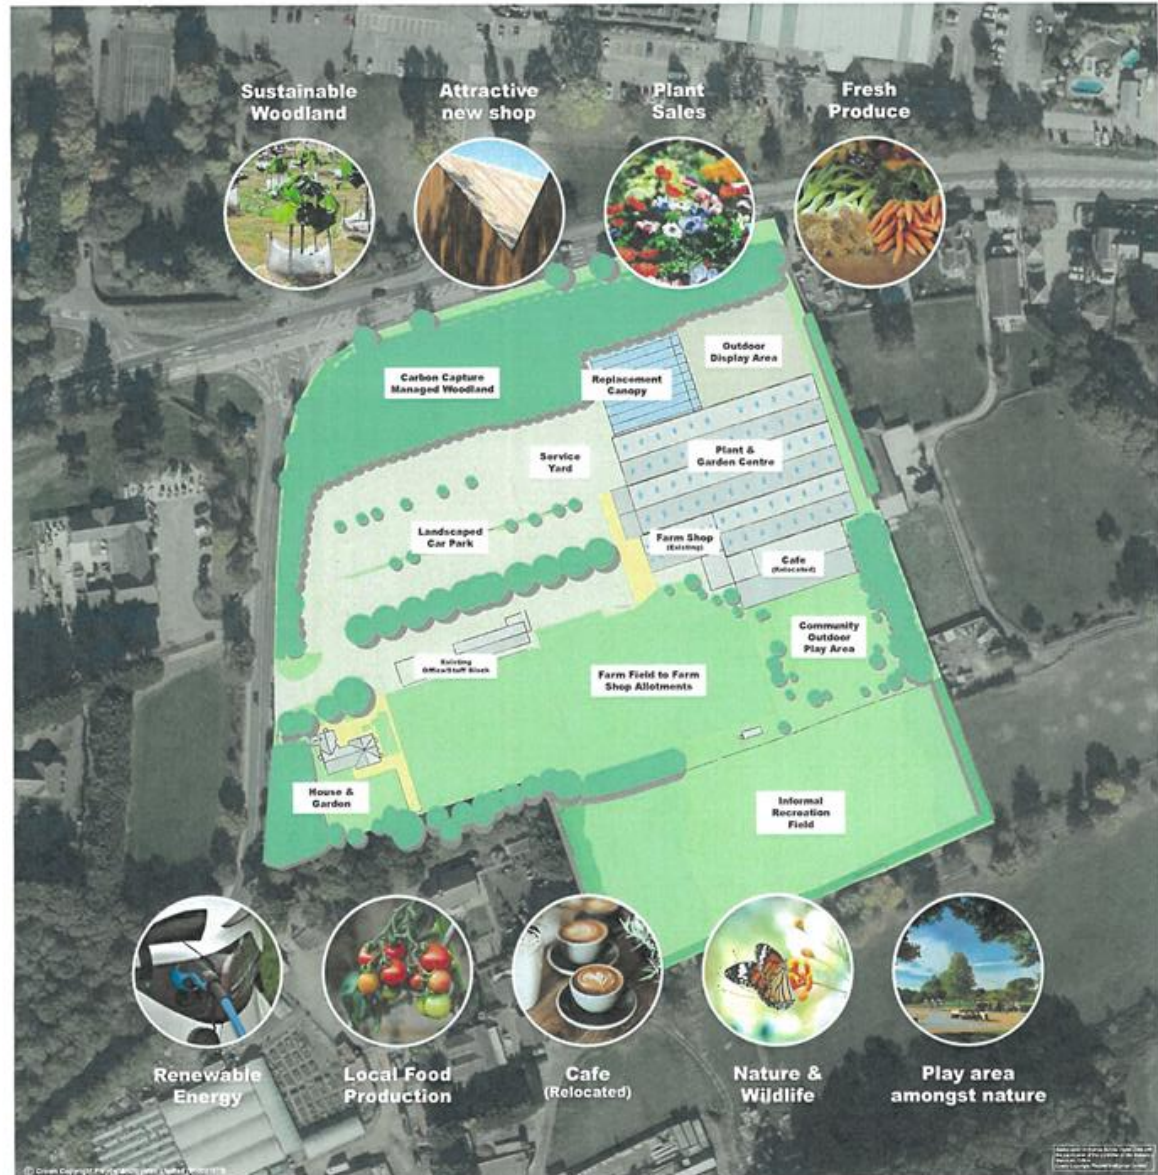 Sustainable
Woodland
Attractive
new shop
Plant
Sales
Fresh
Produce
Outdoor
Display Area
Carbon Capture
Managed Woodland
Replacement
Canopy
Service
Yard
Plant &
Garden Centre
Landscaped
Car Park
Farm Shop
(Existing)
Cafe
(Relocated)
Community
Outdoor
Play Area
Existing
Office/Staff Block
Farm Field to Farm
Shop Allotments
House &
Garden
Informal
Recreation
Field
Renewable
Energy
Local Food
Production
Cafe
(Relocated)
Nature &
Wildlife
Play area
amongst nature
© Crown Copyright